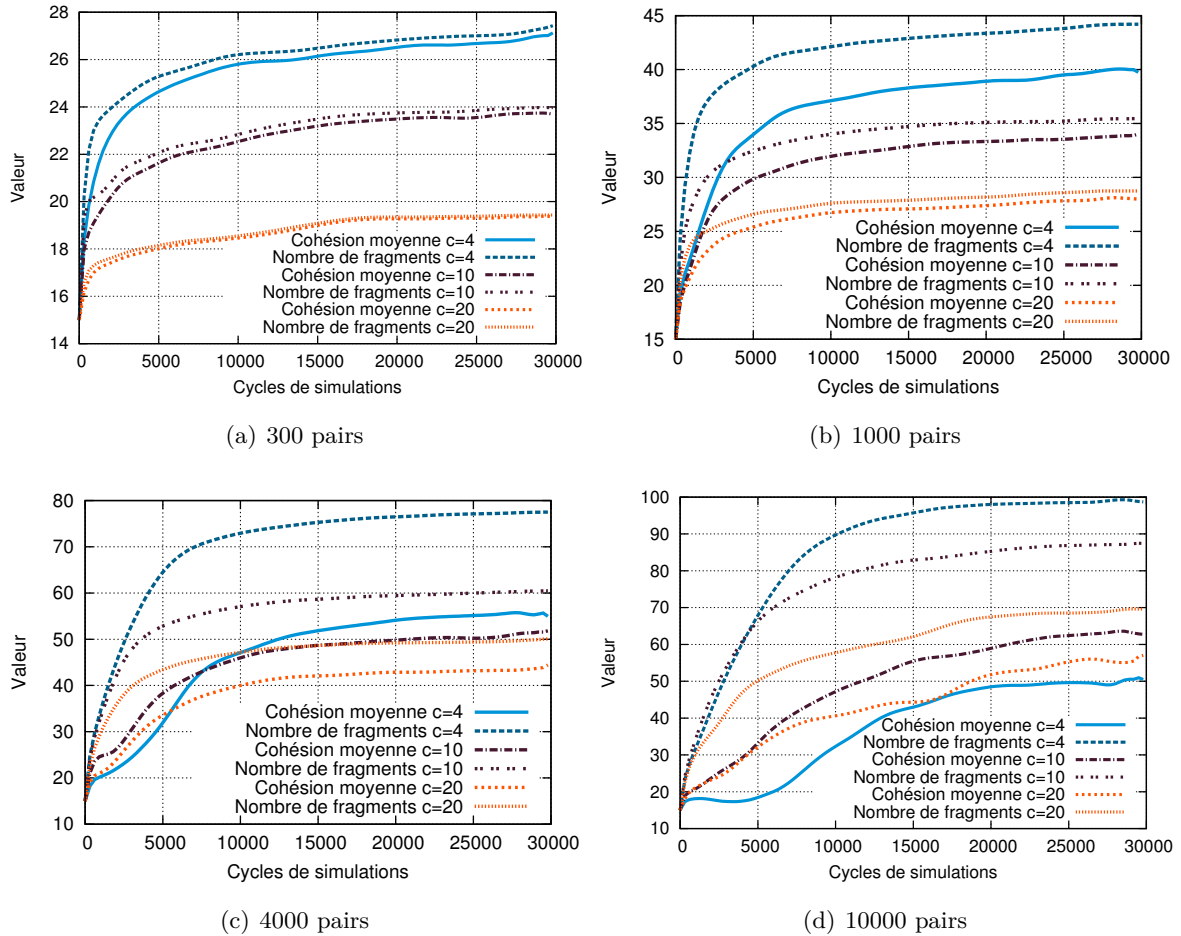 28
26
24
22
20
18
16
14
Valeur
Cohésion moyenne c=4
Nombre de fragments c=4
Cohésion moyenne c=10
Nombre de fragments c=10
Cohésion moyenne c=20
Nombre de fragments c=20
0 5000 10000 15000 20000 25000 30000
Cycles de simulations
(a) 300 pairs
45
40
35
30
25
20
15
Valeur
Cohésion moyenne c=4
Nombre de fragments c=4
Cohésion moyenne c=10
Nombre de fragments c=10
Cohésion moyenne c=20
Nombre de fragments c=20
0 5000 10000 15000 20000 25000 30000
Cycles de simulations
(b) 1000 pairs
80
70
60
50
40
30
20
10
Valeur
Cohésion moyenne c=4
Nombre de fragments c=4
Cohésion moyenne c=10
Nombre de fragments c=10
Cohésion moyenne c=20
Nombre de fragments c=20
0 5000 10000 15000 20000 25000 30000
Cycles de simulations
(c) 4000 pairs
100
90
80
70
60
50
40
30
20
10
Valeur
Cohésion moyenne c=4
Nombre de fragments c=4
Cohésion moyenne c=10
Nombre de fragments c=10
Cohésion moyenne c=20
Nombre de fragments c=20
0 5000 10000 15000 20000 25000 30000
Cycles de simulations
(d) 10000 pairs